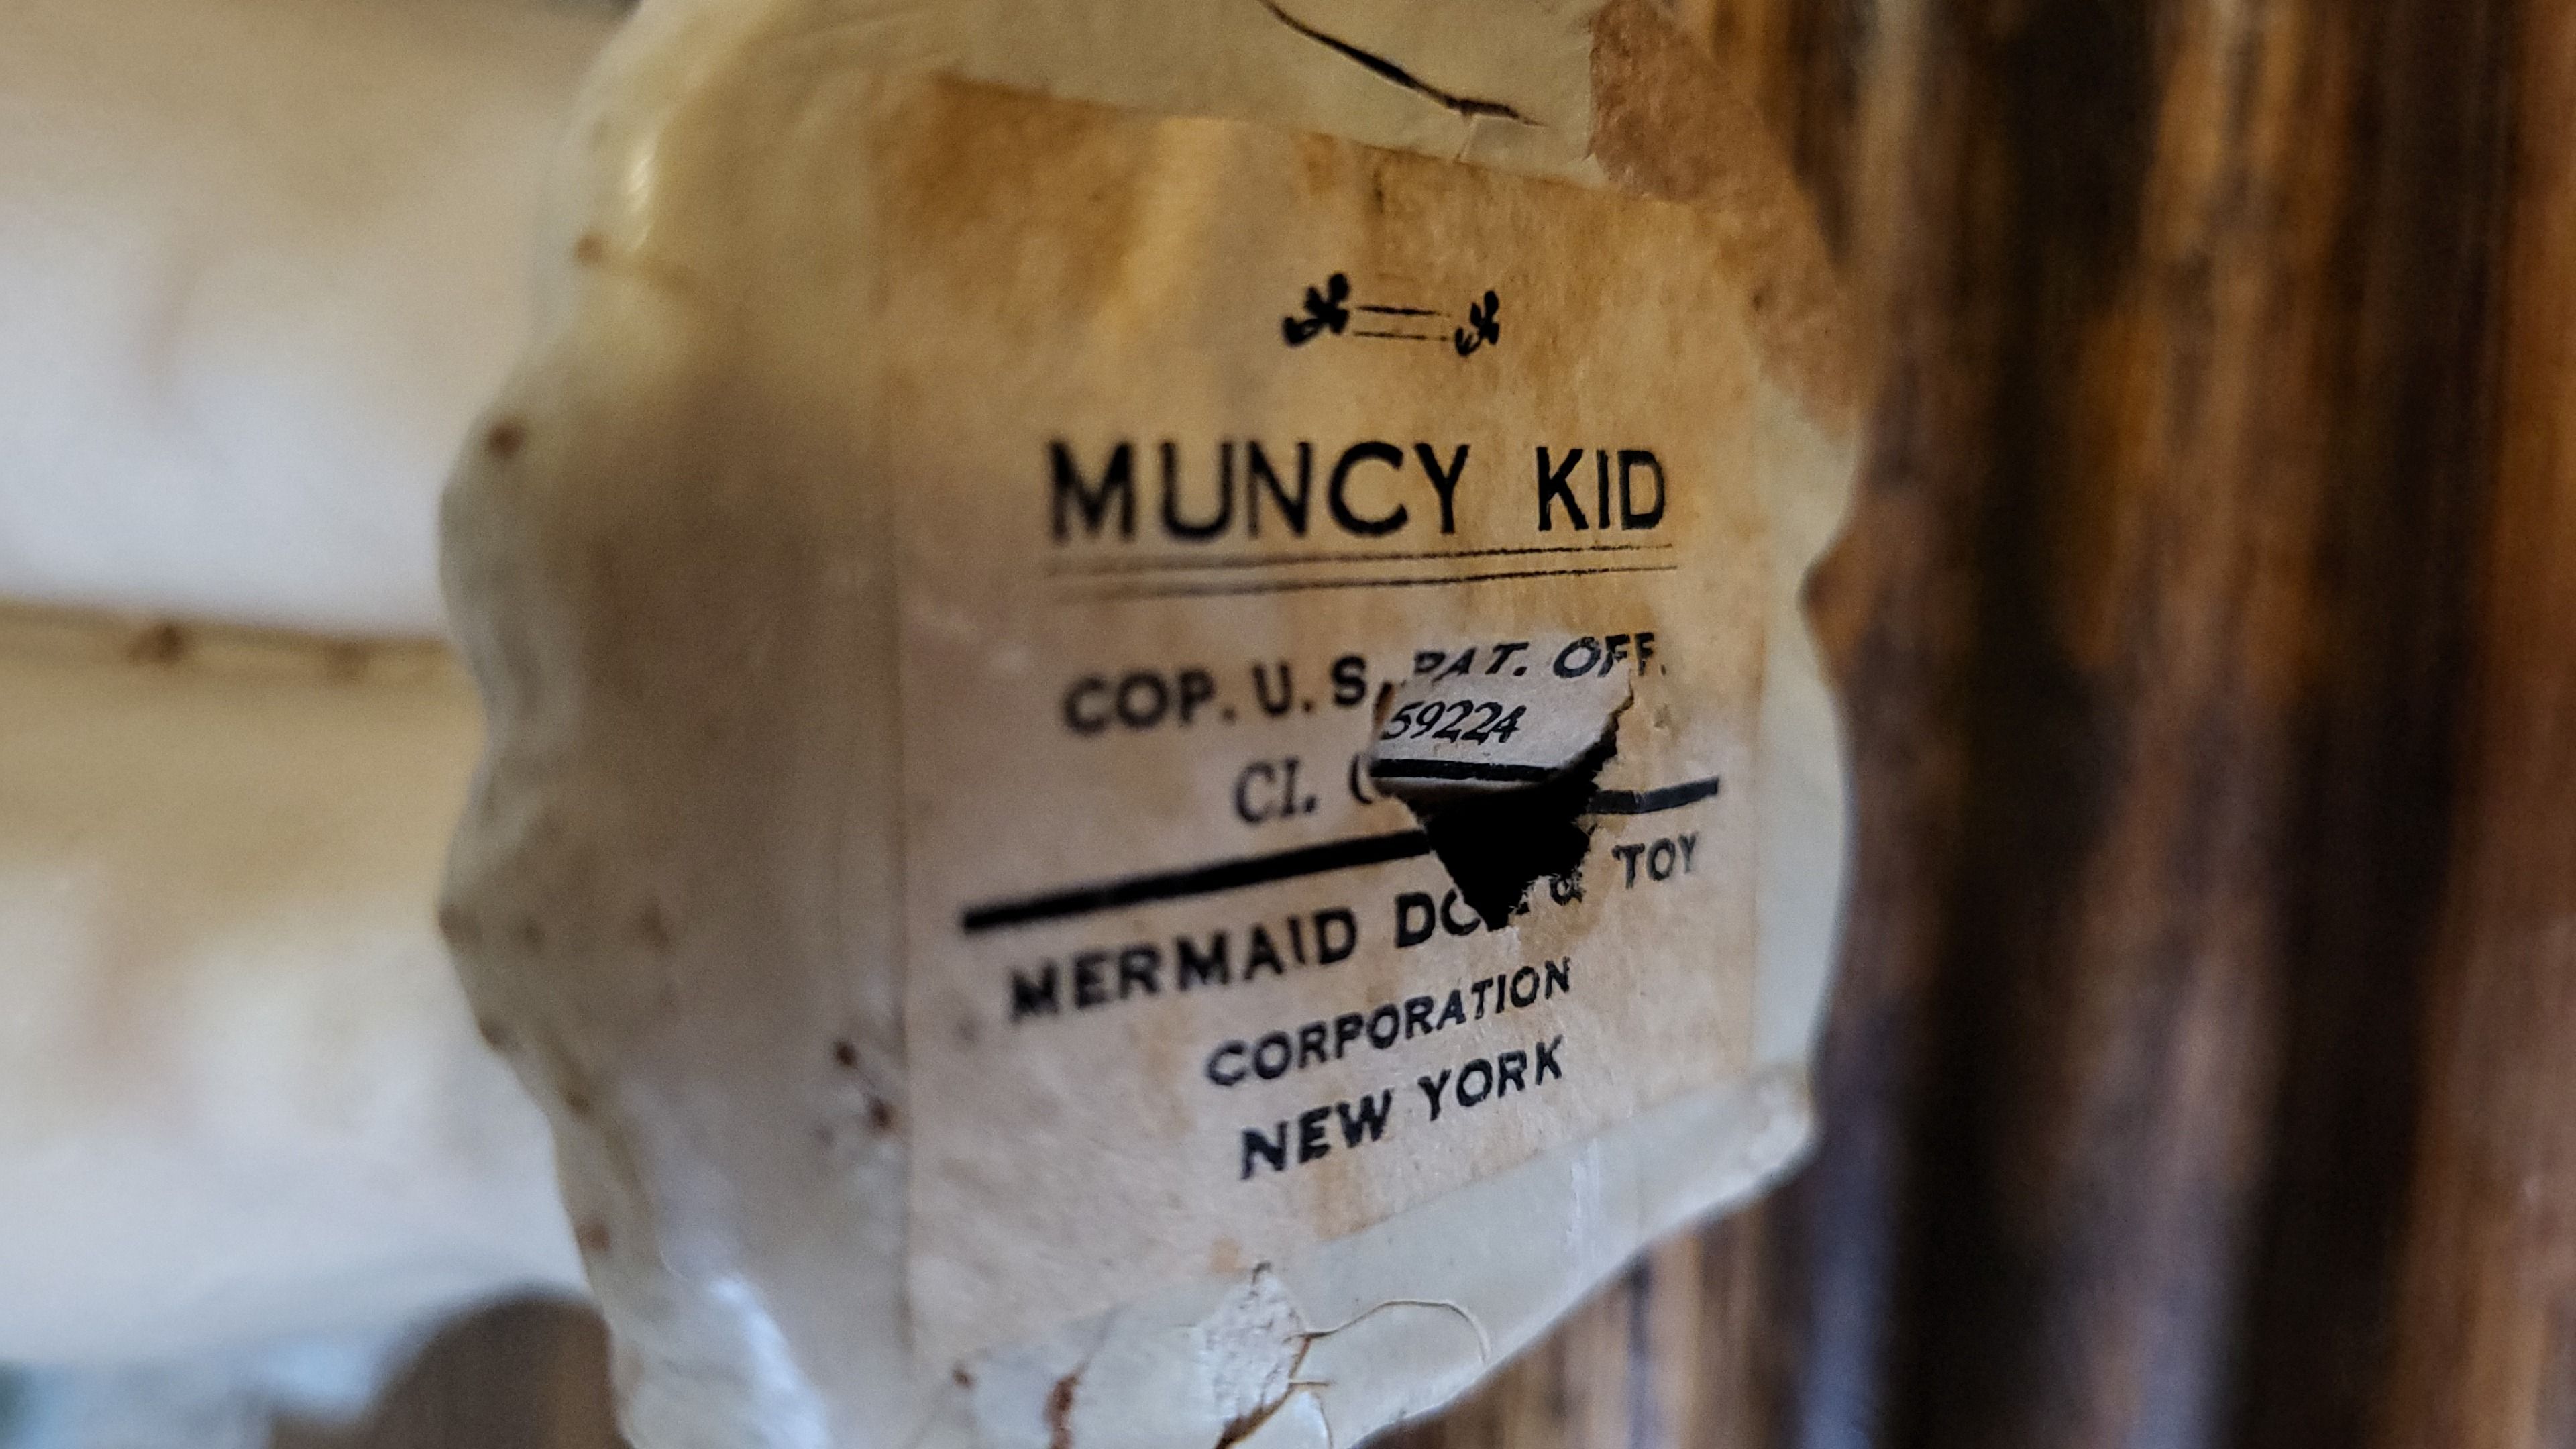 MUNCY KID
COP. U. S. PAT. OFF.
CI. 59224
MERMAID & TOY
CORPORATION
NEW YORK